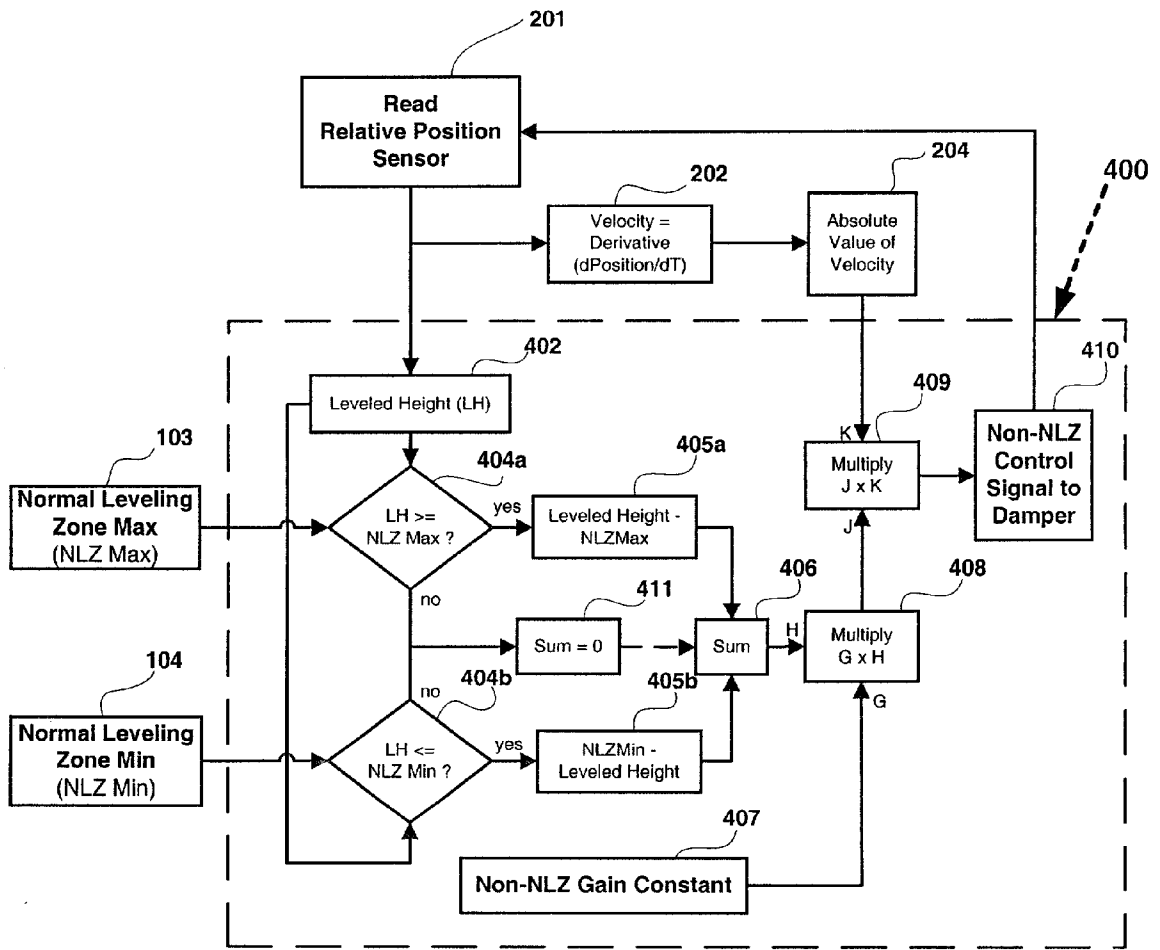 201
Read
Relative Position
Sensor
202
204
400
Velocity =
Derivative
(dPosition/dT)
Absolute
Value of
Velocity
402
Leveled Height (LH)
410
409
K
Multiply
J x K
J
Non-NLZ
Control
Signal to
Damper
103
Normal Leveling
Zone Max
(NLZ Max)
404a
LH >=
NLZ Max ?
yes
no
405a
Leveled Height -
NLZMax
411
Sum = 0
406
Sum
H
408
Multiply
G x H
G
104
Normal Leveling
Zone Min
(NLZ Min)
no
404b
LH <=
NLZ Min ?
yes
405b
NLZMin -
Leveled Height
407
Non-NLZ Gain Constant